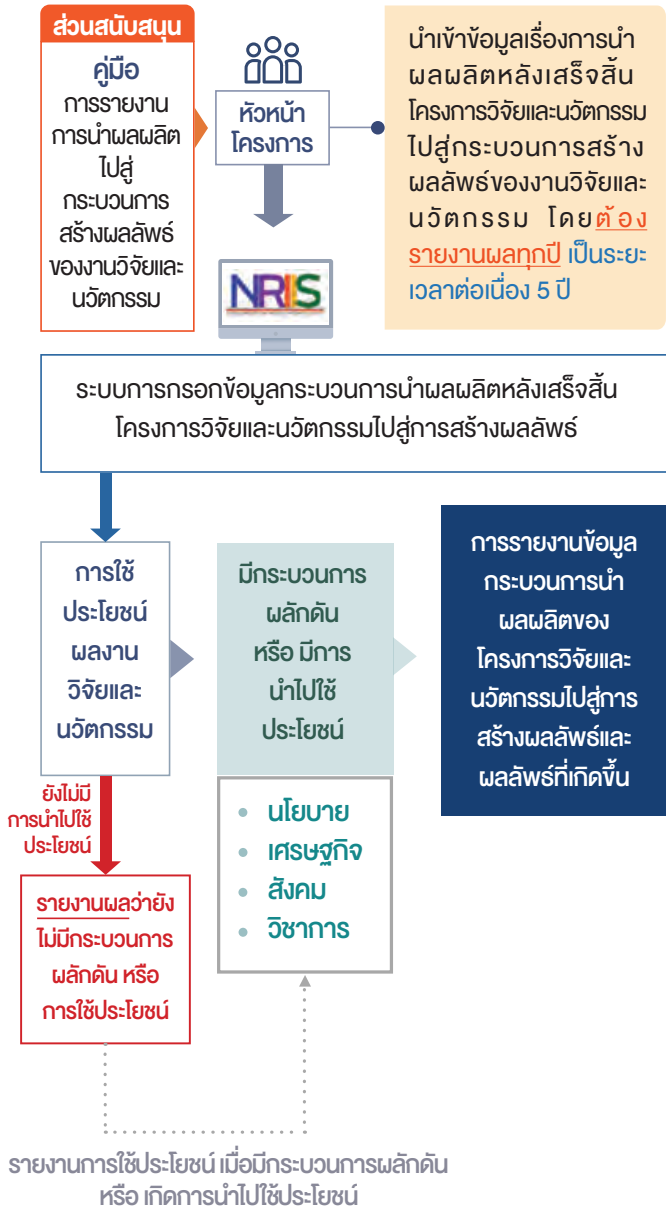 ส่วนสนับสนุน
คู่มือ
การรายงาน
การนำผลผลิต
ไปสู่
กระบวนการ
สร้างผลลัพธ์
ของงานวิจัยและ
นวัตกรรม
หัวหน้า
โครงการ
นำเข้าข้อมูลเรื่องการนำ
ผลผลิตหลังเสร็จสิ้น
โครงการวิจัยและนวัตกรรม
ไปสู่กระบวนการสร้าง
ผลลัพธ์ของงานวิจัยและ
นวัตกรรม โดยต้อง
รายงานผลทุกปี เป็นระยะ
เวลาต่อเนื่อง 5 ปี
NRIIS
ระบบการกรอกข้อมูลกระบวนการนำผลผลิตหลังเสร็จสิ้น
โครงการวิจัยและนวัตกรรมไปสู่การสร้างผลลัพธ์
การใช้
ประโยชน์
ผลงาน
วิจัยและ
นวัตกรรม
มีกระบวนการ
ผลักดัน
หรือ มีการ
นำไปใช้
ประโยชน์
การรายงานข้อมูล
กระบวนการนำ
ผลผลิตของ
โครงการวิจัยและ
นวัตกรรมไปสู่การ
สร้างผลลัพธ์และ
ผลลัพธ์ที่เกิดขึ้น
• นโยบาย
• เศรษฐกิจ
• สังคม
• วิชาการ
ยังไม่มี
การนำไปใช้
ประโยชน์
รายงานผลว่ายัง
ไม่มีกระบวนการ
ผลักดัน หรือ
การใช้ประโยชน์
รายงานการใช้ประโยชน์ เมื่อมีกระบวนการผลักดัน
หรือ เกิดการนำไปใช้ประโยชน์